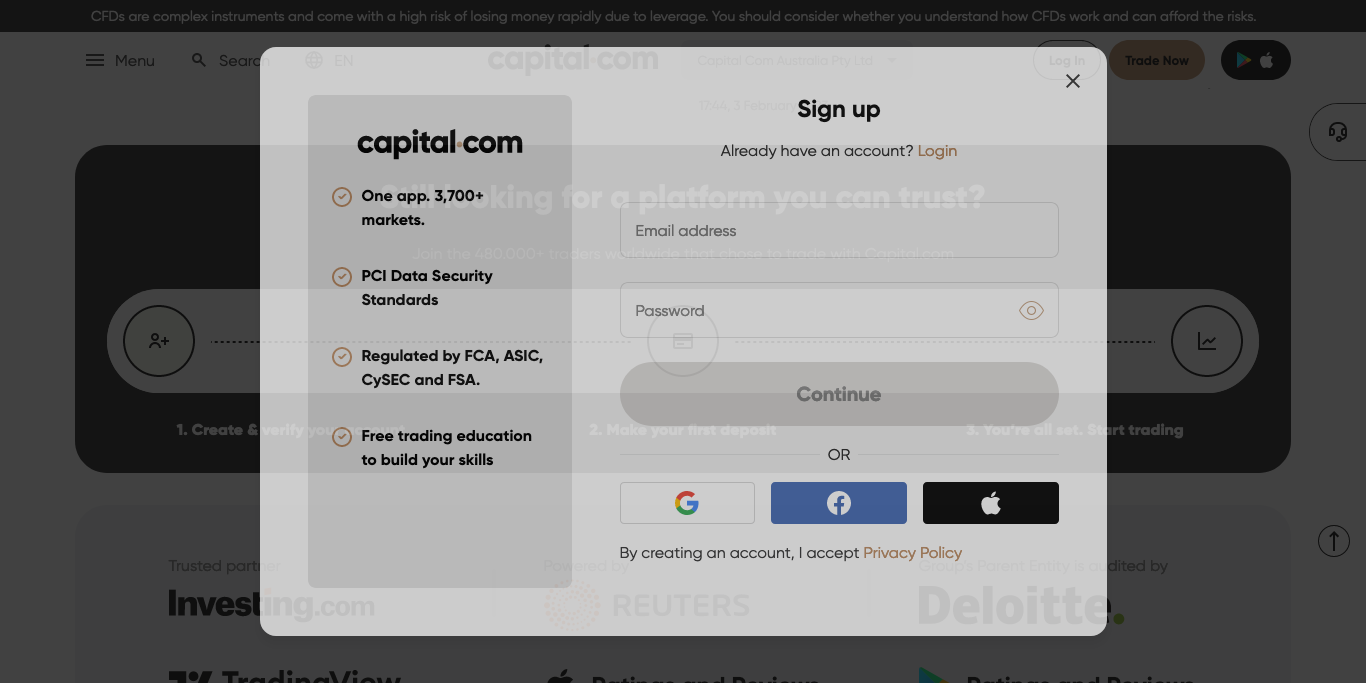 CFDs are complex instruments and come with a high risk of losing money rapidly due to leverage. You should consider whether you understand how CFDs work and can afford the risks.
Menu
Search
EN
capital.com
Capital Com Australia Pty Ltd
Log In
Trade Now
17:44, 3 February
Sign up
Already have an account? Login
capital.com
One app. 3,700+
markets.
PCI Data Security
Standards
Regulated by FCA, ASIC,
CySEC and FSA.
Free trading education
to build your skills
Email address
Password
Continue
OR
By creating an account, I accept Privacy Policy
Still looking for a platform you can trust?
Join the 480.000+ traders worldwide that chose to trade with Capital.com
1. Create & verify your account
2. Make your first deposit
3. You're all set. Start trading
Trusted partner
Powered by
Group's Parent Entity is audited by
Investing.com
REUTERS
Deloitte.
TradingView
Ratings and Reviews
Ratings and Reviews